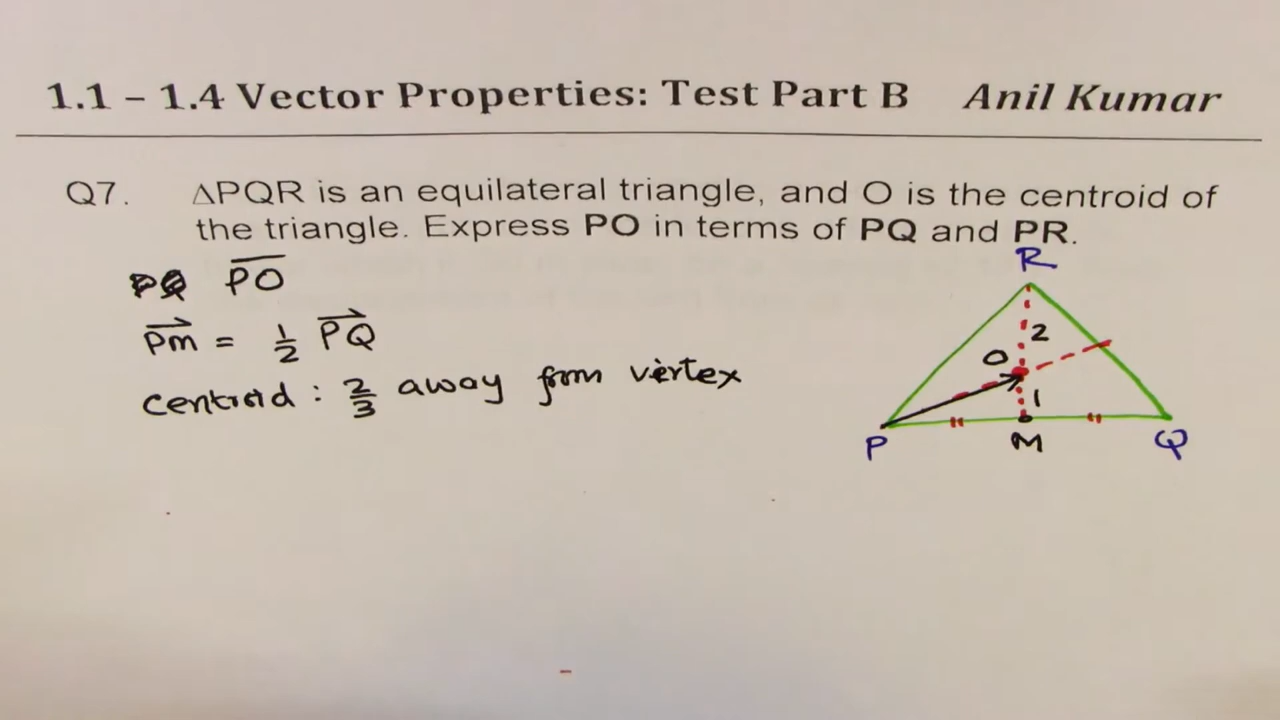 1.1 – 1.4 Vector Properties: Test Part B Anil Kumar
Q7. ΔPQR is an equilateral triangle, and O is the centroid of
the triangle. Express PO in terms of PQ and PR.
PO
PM = 1/2 PQ
centroid : 2/3 away from vertex
R
2
O
1
P
M
Q